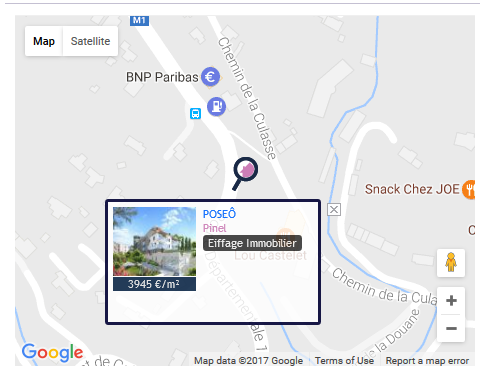 M1
Map
Satellite
Chemin de la Culasse
BNP Paribas
€
Snack Chez JOE
POSEÔ
Pinel
Eiffage Immobilier
Lou Castelet
3945 €/m²
Départementale 1
Chemin de la Cula
e la Douane
C
+
−
Google
Map data ©2017 Google
Terms of Use
Report a map error